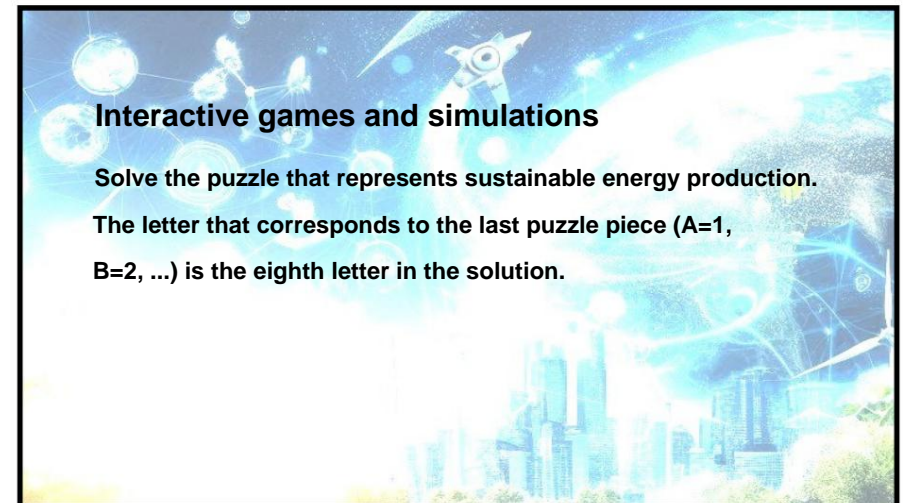 Interactive games and simulations
Solve the puzzle that represents sustainable energy production.
The letter that corresponds to the last puzzle piece (A=1,
B=2, ...) is the eighth letter in the solution.